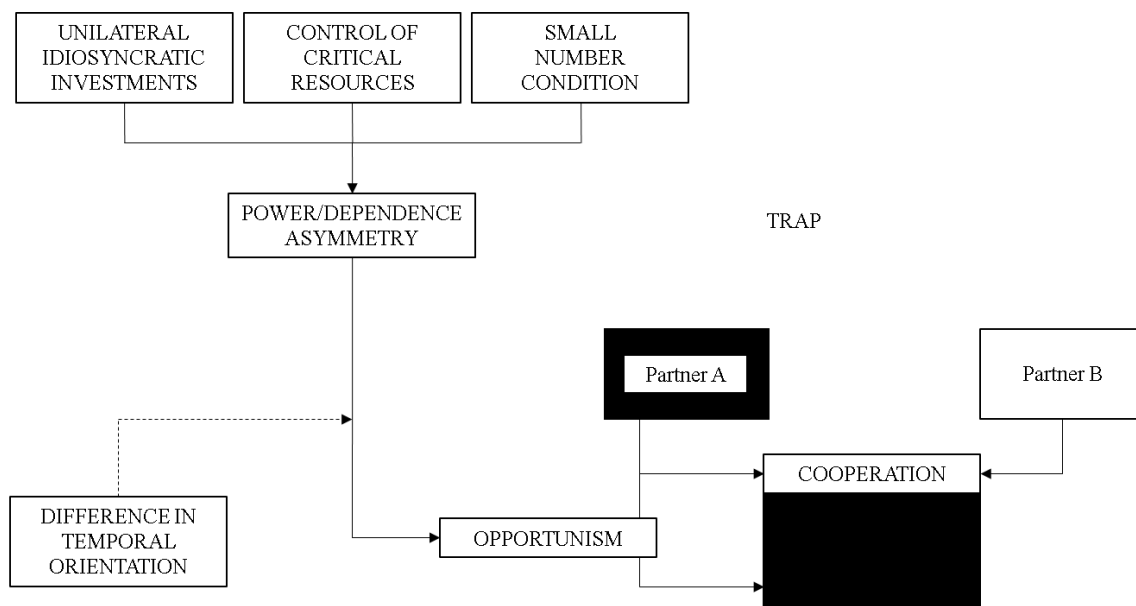 UNILATERAL
IDIOSYNCRATIC
INVESTMENTS
CONTROL OF
CRITICAL
RESOURCES
SMALL
NUMBER
CONDITION
POWER/DEPENDENCE
ASYMMETRY
TRAP
Partner A
Partner B
COOPERATION
DIFFERENCE IN
TEMPORAL
ORIENTATION
OPPORTUNISM